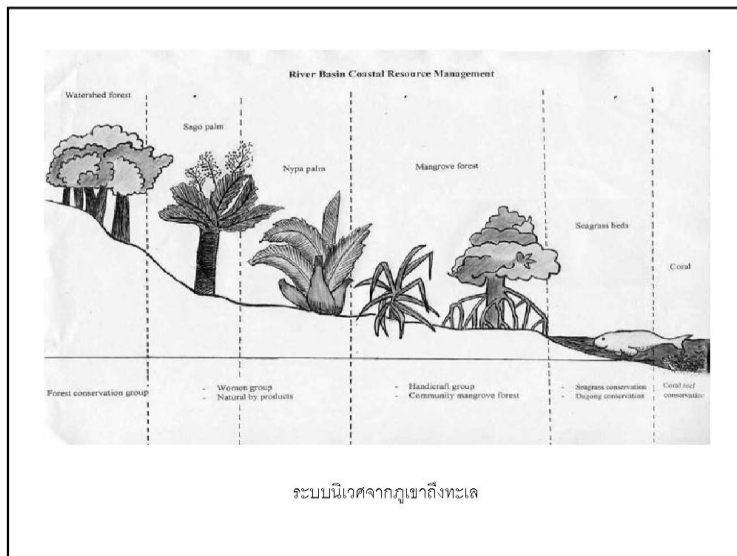 River Basin Coastal Resource Management
Watershed forest
Sago palm
Nypa palm
Mangrove forest
Seagrass beds
Coral
Forest conservation group
- Women group
- Natural by products
- Handicraft group
- Community mangrove forest
- Seagrass conservation
- Dugong conservation
Coral reef
conservation
ระบบนิเวศจากภูเขาถึงทะเล